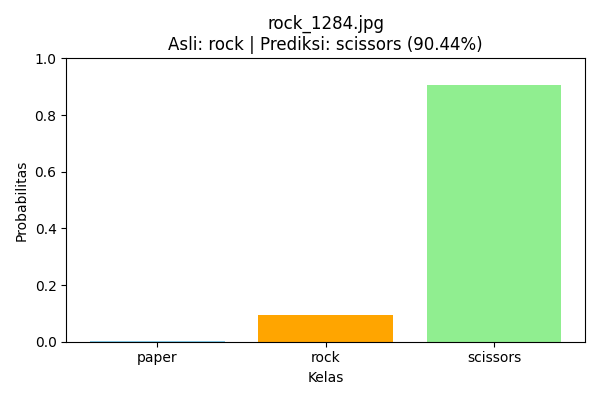 rock_1284.jpg
Asli: rock | Prediksi: scissors (90.44%)
1.0
0.8
0.6
0.4
0.2
0.0
Probabilitas
paper
rock
scissors
Kelas